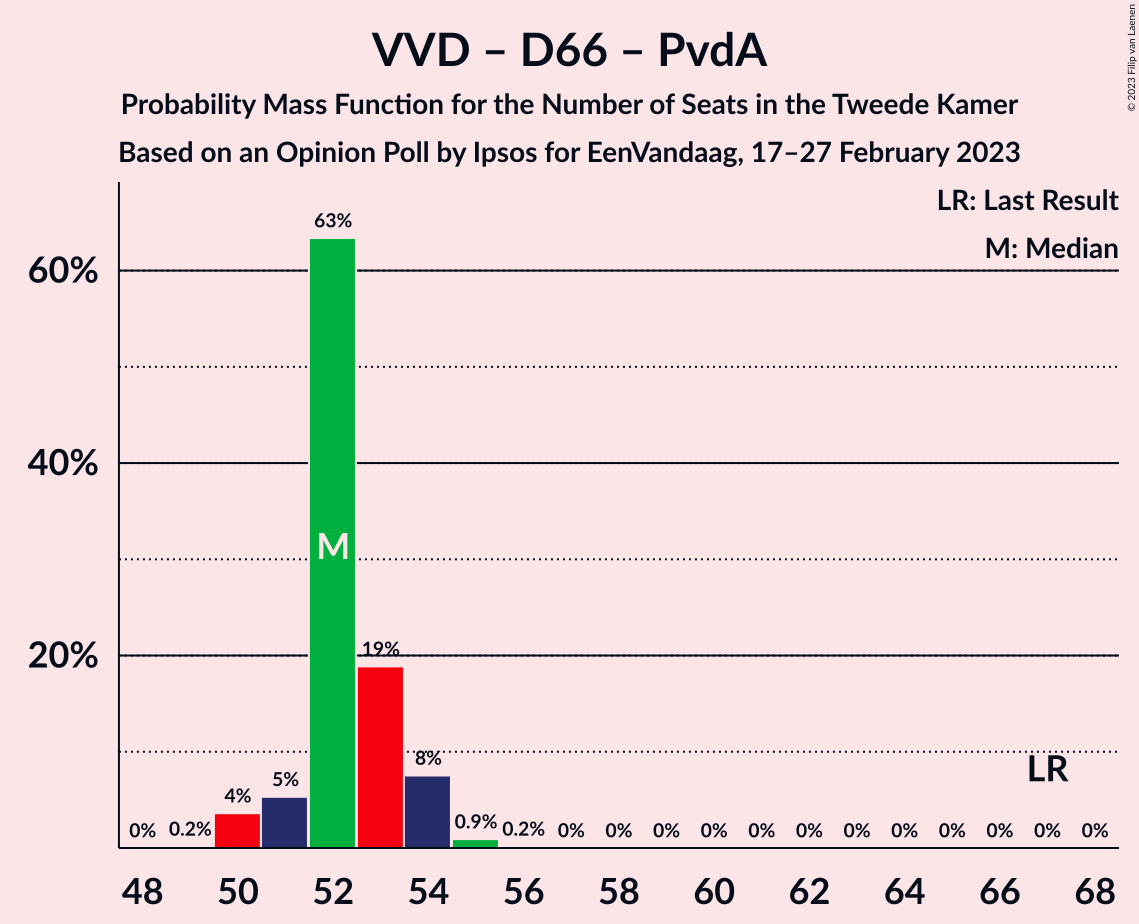 VVD – D66 – PvdA
Probability Mass Function for the Number of Seats in the Tweede Kamer
Based on an Opinion Poll by Ipsos for EenVandaag, 17–27 February 2023
© 2023 Filip van Laenen
LR: Last Result
M: Median
60%
40%
20%
0%
0.2%
4%
5%
63%
M
19%
8%
0.9%
0.2%
0%
0%
0%
0%
0%
0%
0%
0%
0%
0%
0%
0%
LR
48 50 52 54 56 58 60 62 64 66 68